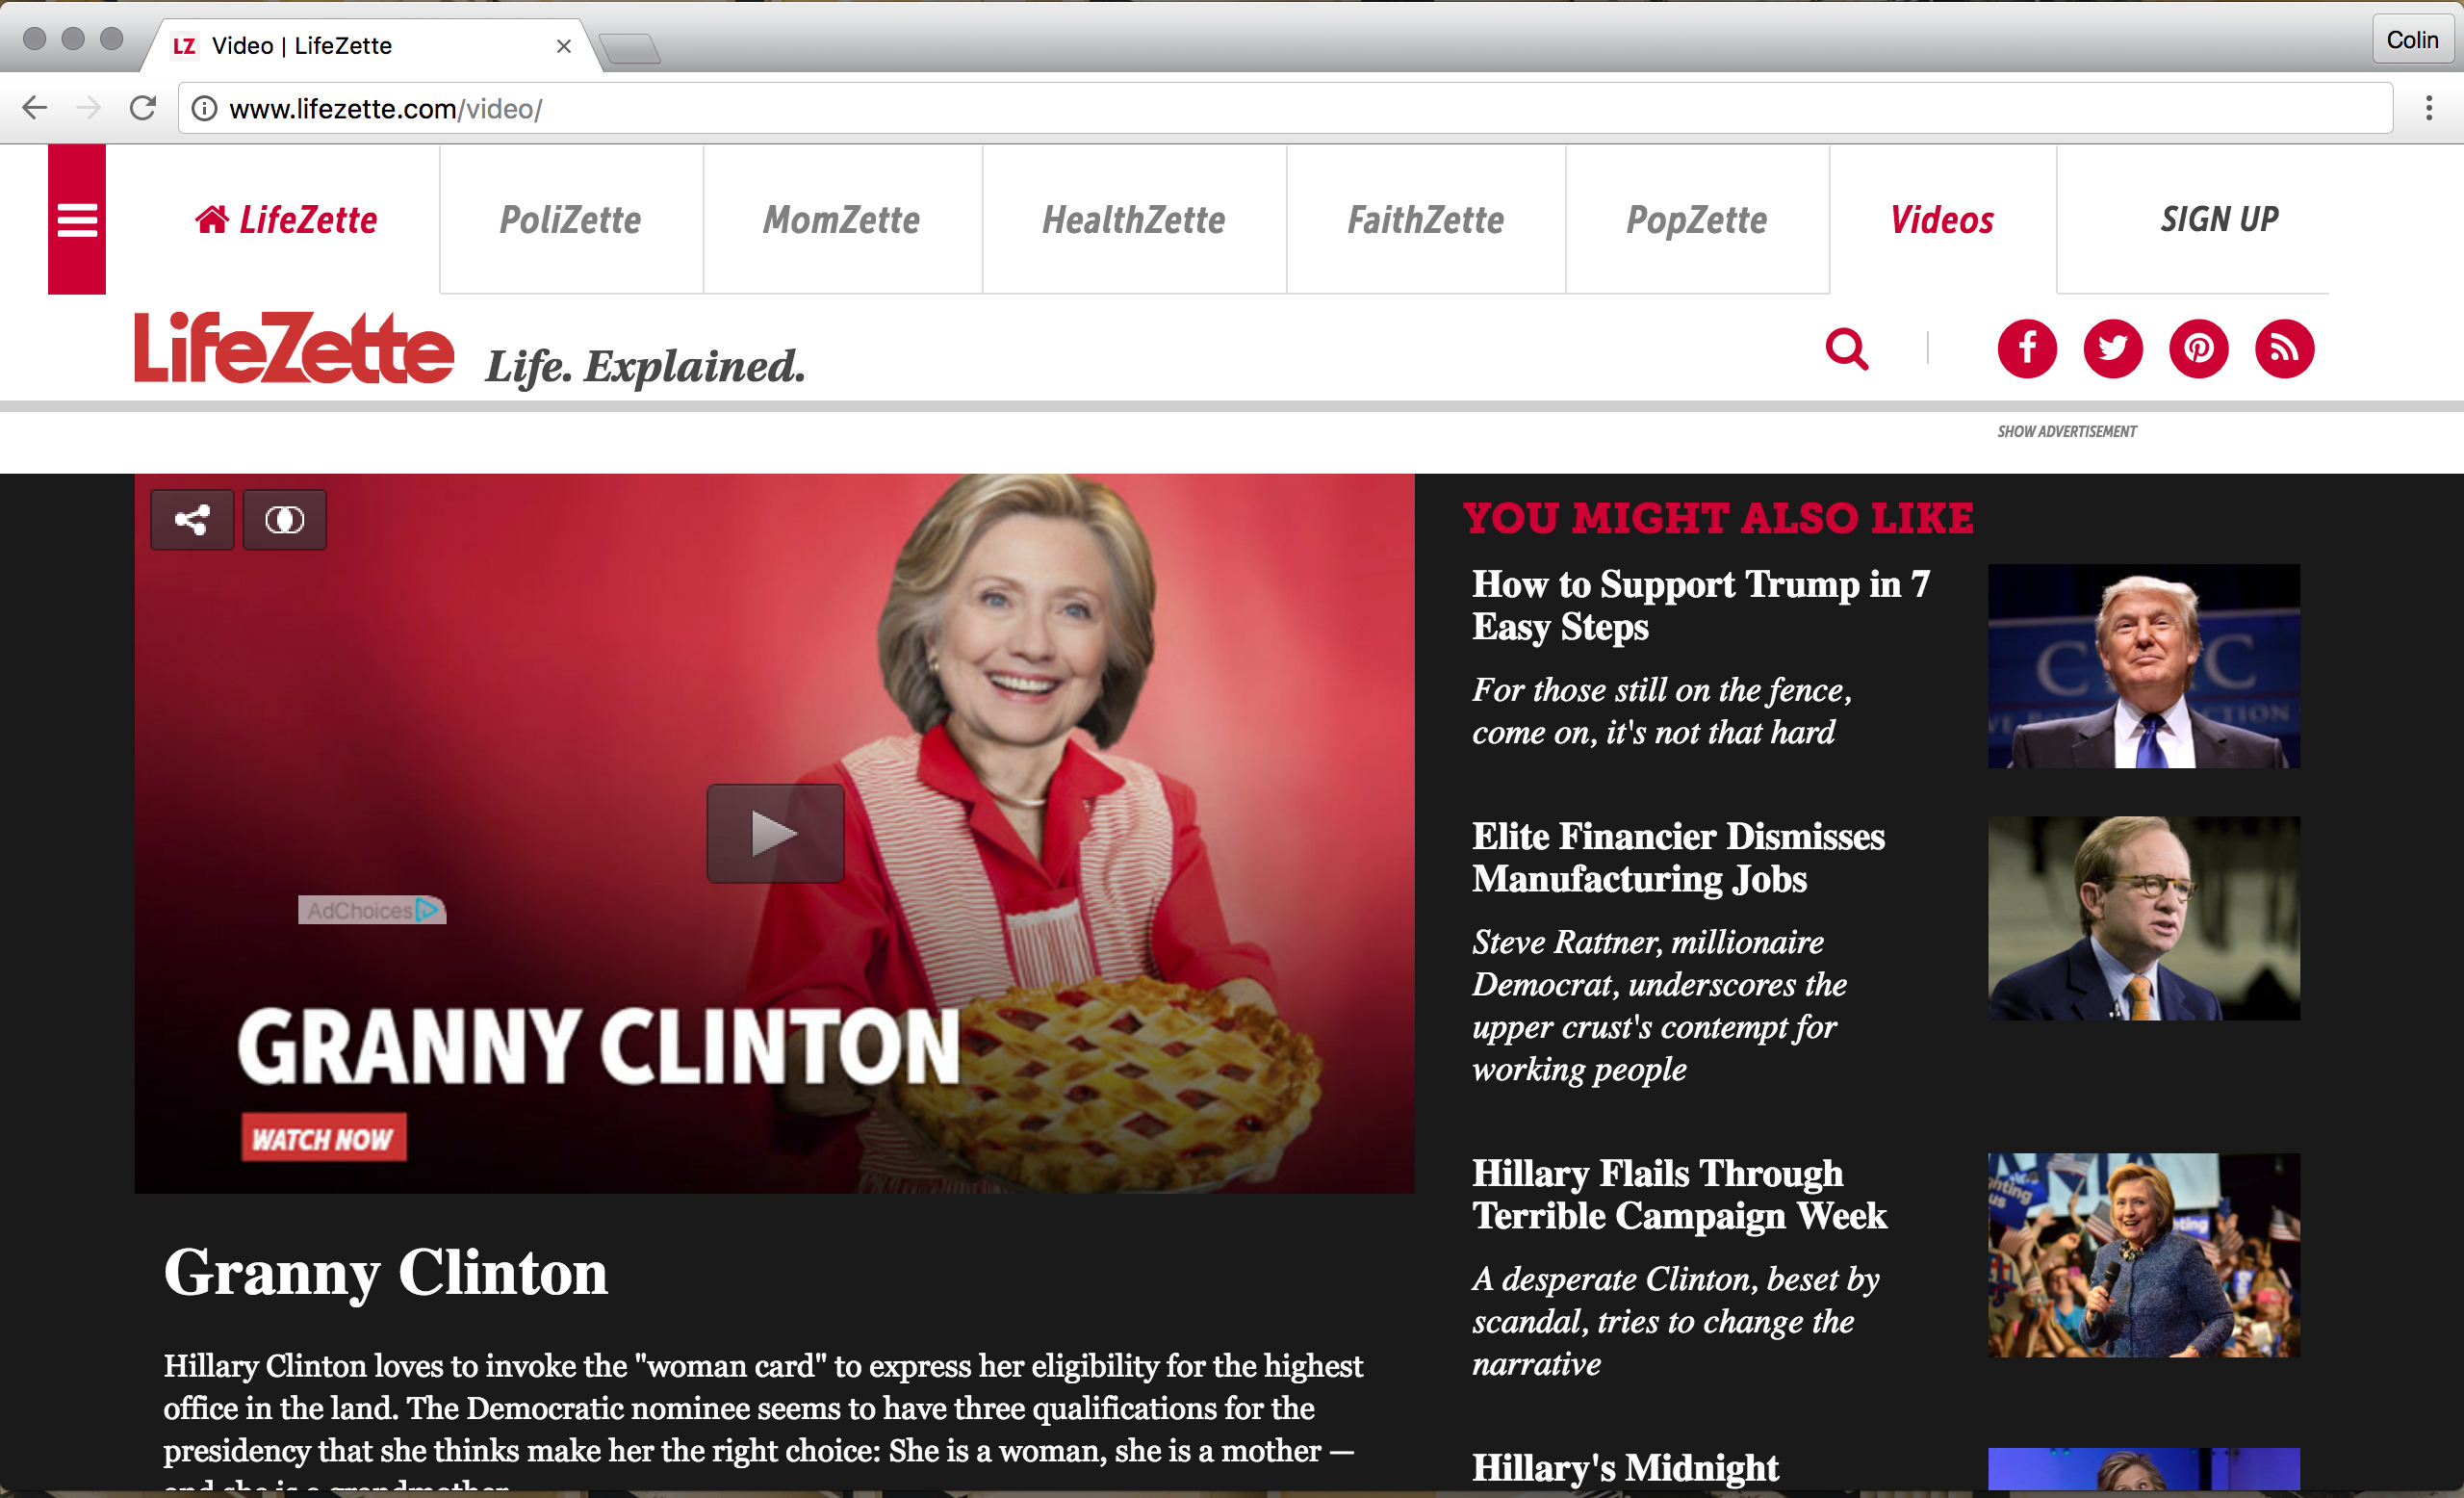 LZ Video | LifeZette
Colin
www.lifezette.com/video/
LifeZette PoliZette MomZette HealthZette FaithZette PopZette Videos SIGN UP
LifeZette Life. Explained.
SHOW ADVERTISEMENT
AdChoices
GRANNY CLINTON
WATCH NOW
Granny Clinton
Hillary Clinton loves to invoke the "woman card" to express her eligibility for the highest
office in the land. The Democratic nominee seems to have three qualifications for the
presidency that she thinks make her the right choice: She is a woman, she is a mother —
and she is a grandmother
YOU MIGHT ALSO LIKE
How to Support Trump in 7
Easy Steps
For those still on the fence,
come on, it's not that hard
Elite Financier Dismisses
Manufacturing Jobs
Steve Rattner, millionaire
Democrat, underscores the
upper crust's contempt for
working people
Hillary Flails Through
Terrible Campaign Week
A desperate Clinton, beset by
scandal, tries to change the
narrative
Hillary's Midnight